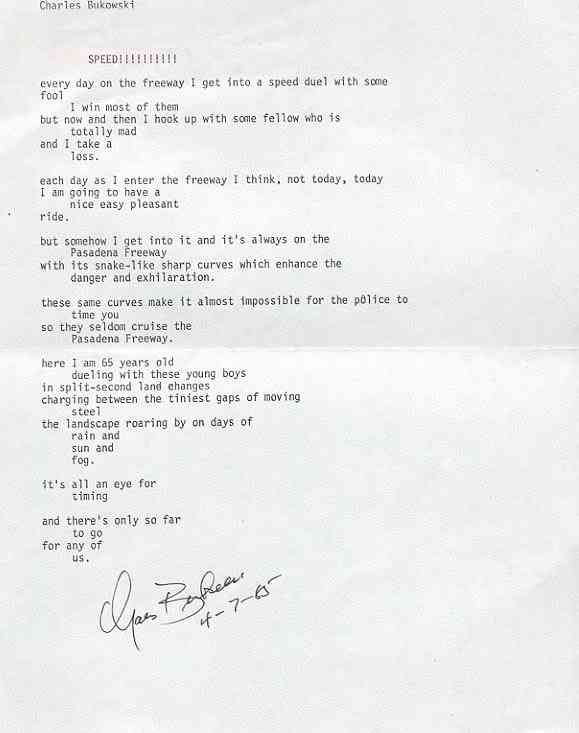 Charles Bukowski
SPEED!!!!!!!!!!
every day on the freeway I get into a speed duel with some
fool
I win most of them
but now and then I hook up with some fellow who is
totally mad
and I take a
loss.
each day as I enter the freeway I think, not today, today
I am going to have a
nice easy pleasant
ride.
but somehow I get into it and it's always on the
Pasadena Freeway
with its snake-like sharp curves which enhance the
danger and exhilaration.
these same curves make it almost impossible for the pólice to
time you
so they seldom cruise the
Pasadena Freeway.
here I am 65 years old
dueling with these young boys
in split-second land changes
charging between the tiniest gaps of moving
steel
the landscape roaring by on days of
rain and
sun and
fog.
it's all an eye for
timing
and there's only so far
to go
for any of
us.
4-7-85